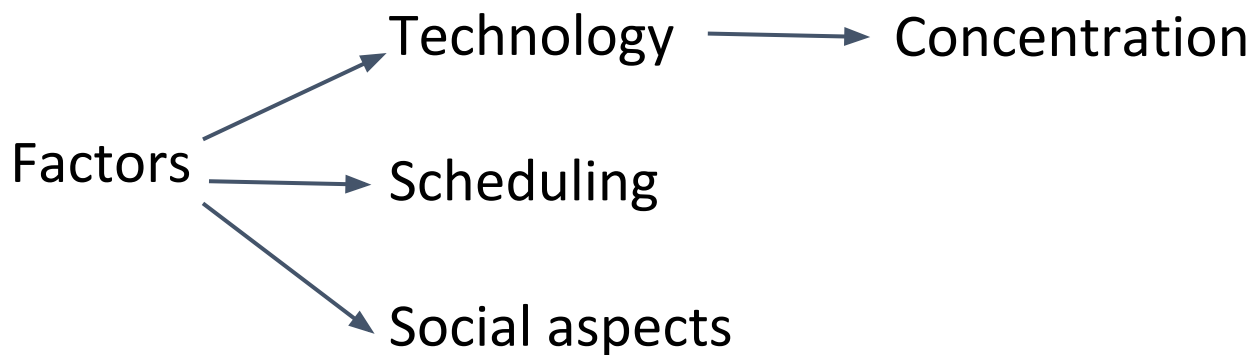 Technology
Concentration
Factors
Scheduling
Social aspects